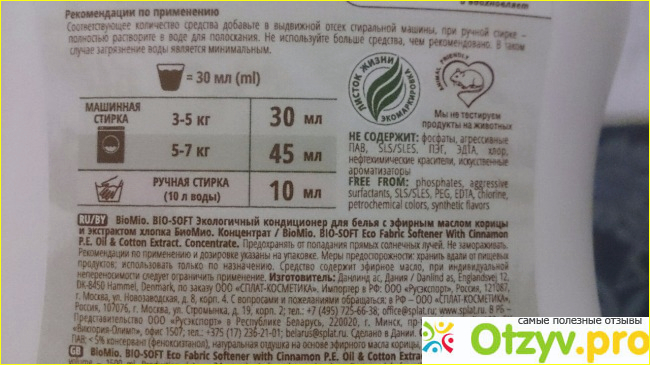 Рекомендации по применению
Соответствующее количество средства добавьте в выдвижной отсек стиральной машины, при ручной стирке –
полностью растворите в воде для полоскания. Не используйте больше средства, чем рекомендовано. В таком
случае загрязнение воды является минимальным.
= 30 мл (ml)
МАШИННАЯ
СТИРКА
3-5 кг
30 мл
5-7 кг
45 мл
РУЧНАЯ СТИРКА
(10 л воды)
10 мл
ЛИСТОК ЖИЗНИ
ЭКОМАРКИРОВКА
ANIMAL FRIENDLY
Мы не тестируем
продукты на животных
НЕ СОДЕРЖИТ: фосфаты, агрессивные
ПАВ, SLS/SLES, ПЭГ, ЭДТА, хлор,
нефтехимические красители, искусственные
ароматизаторы
FREE FROM: phosphates, aggressive
surfactants, SLS/SLES, PEG, EDTA, chlorine,
petrochemical colors, synthetic flavors
RU/BY BioMio. BIO-SOFT Экологичный кондиционер для белья с эфирным маслом корицы
и экстрактом хлопка БиоМио. Концентрат / BioMio. BIO-SOFT Eco Fabric Softener With Cinnamon
P.E. Oil & Cotton Extract. Concentrate. Предохранять от попадания прямых солнечных лучей. Не замораживать.
Рекомендации по применению и дозировке указаны на упаковке. Меры предосторожности: хранить вдали от пищевых
продуктов; использовать только по назначению. Средство содержит эфирное масло, при индивидуальной
непереносимости следует ограничить применение. Изготовитель: Данлинд ас, Дания / Danlind as, Englandsvej 12,
DK-8450 Hammel, Denmark, по заказу ООО «СПЛАТ-КОСМЕТИКА». Импортер в РФ: ООО «Русэкспорт», Россия, 121087,
г. Москва, ул. Новозаводская, д. 8, корп. 4. С вопросами и пожеланиями обращаться: в РФ – ООО «СПЛАТ-КОСМЕТИКА»,
Россия, 107076, г. Москва, ул. Стромынка, д. 19, корп. 2; тел.: +7 (495) 725-66-38; office@splat.ru, www.splat.ru. В РБ –
Представительство ООО «Русэкспорт» в Республике Беларусь, 220020, г. Минск,
«Виктория-Олимп», офис 1507; тел.: +375 (17) 236-21-01; belarus@splat.ru. Сделано в Дании.
ПАВ; < 5% консервант (феноксиэтанол), натуральная отдушка на основе эфирного масла корицы,
GB BioMio. BIO-SOFT Eco Fabric Softener with Cinnamon P.E. Oil & Cotton
самые полезные отзывы
Otzyv.pro